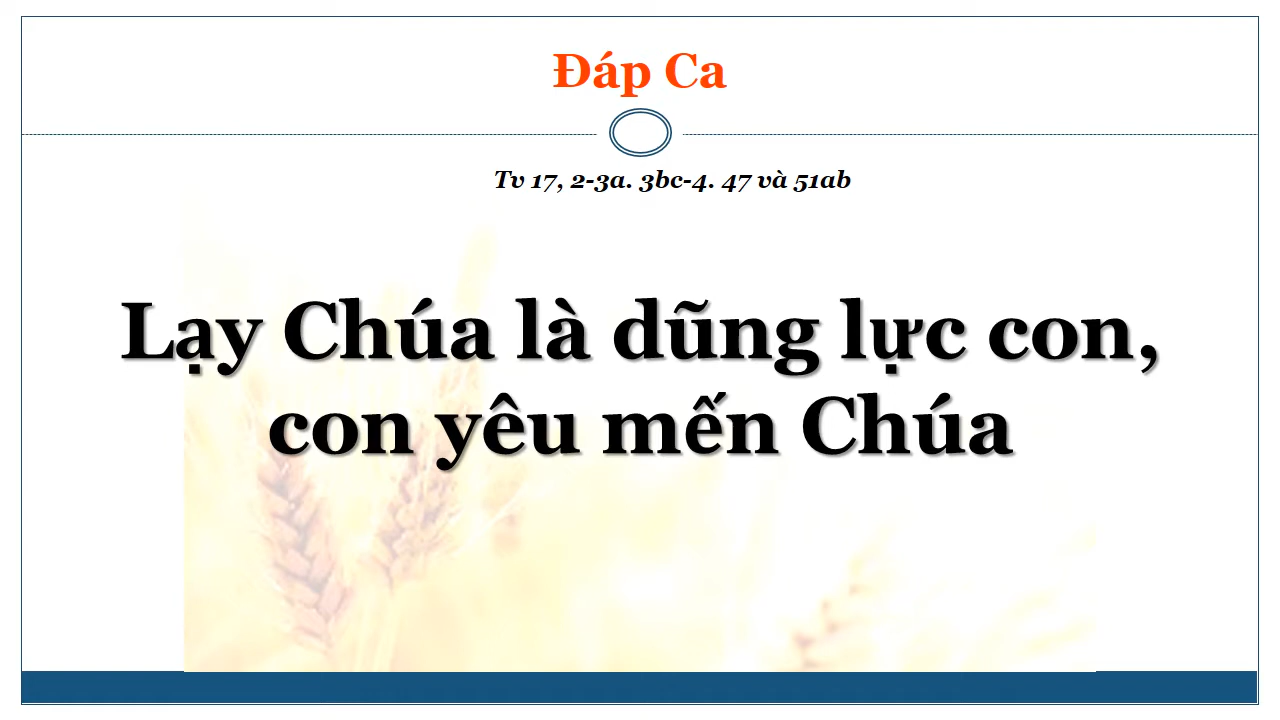 Đáp Ca
Tv 17, 2-3a. 3bc-4. 47 và 51ab
Lạy Chúa là dũng lực con,
con yêu mến Chúa